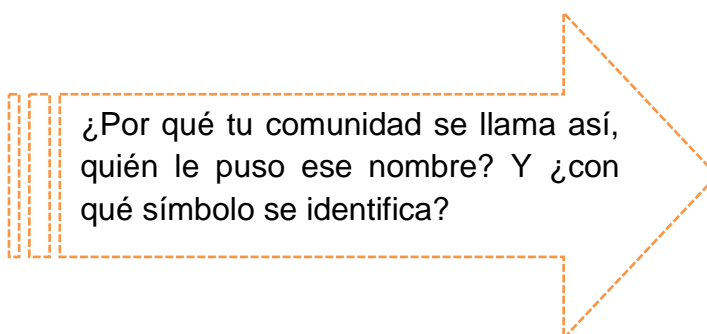 ¿Por qué tu comunidad se llama así,
quién le puso ese nombre? Y ¿con
qué símbolo se identifica?